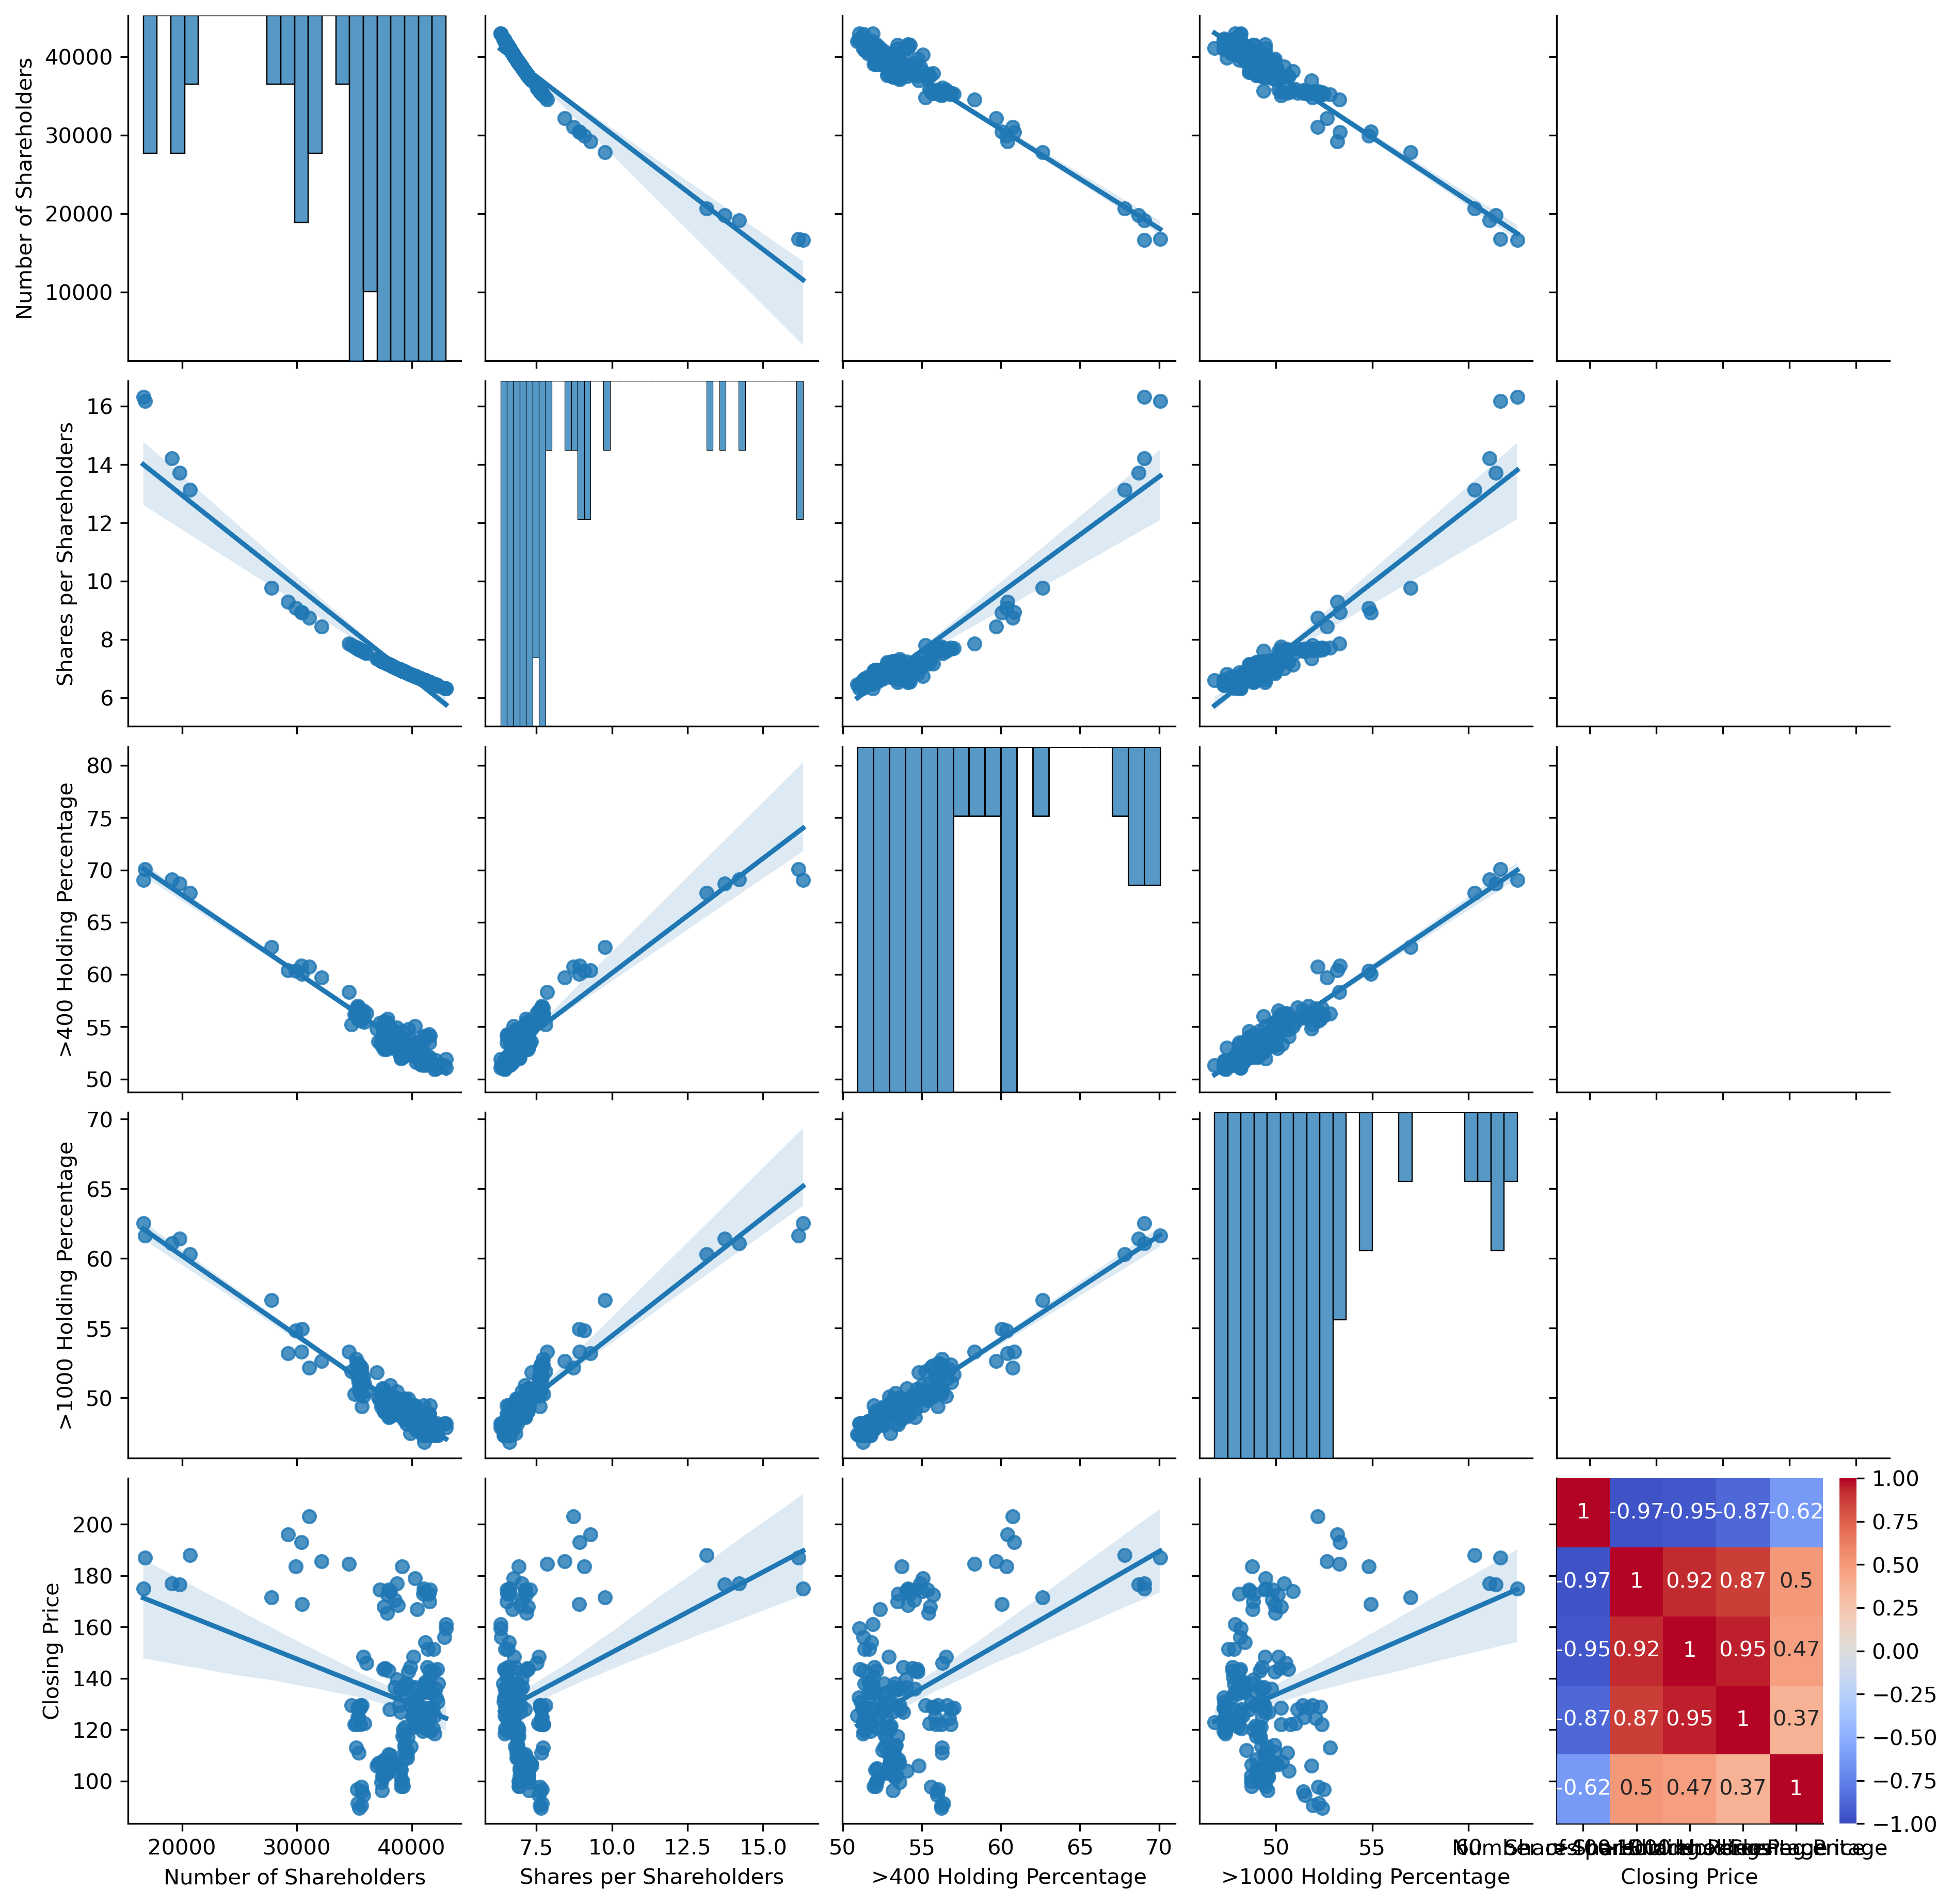 40000
30000
20000
10000
Number of Shareholders
16
14
12
10
8
6
Shares per Shareholders
80
75
70
65
60
55
50
>400 Holding Percentage
70
65
60
55
50
>1000 Holding Percentage
200
180
160
140
120
100
Closing Price
1 -0.97 -0.95 -0.87 -0.62
-0.97 1 0.92 0.87 0.5
-0.95 0.92 1 0.95 0.47
-0.87 0.87 0.95 1 0.37
-0.62 0.5 0.47 0.37 1
1.00
0.75
0.50
0.25
0.00
−0.25
−0.50
−0.75
−1.00
20000 30000 40000
7.5 10.0 12.5 15.0
50 55 60 65 70
50 55 60
Number of Shareholders
Shares per Shareholders
>400 Holding Percentage
>1000 Holding Percentage
Closing Price